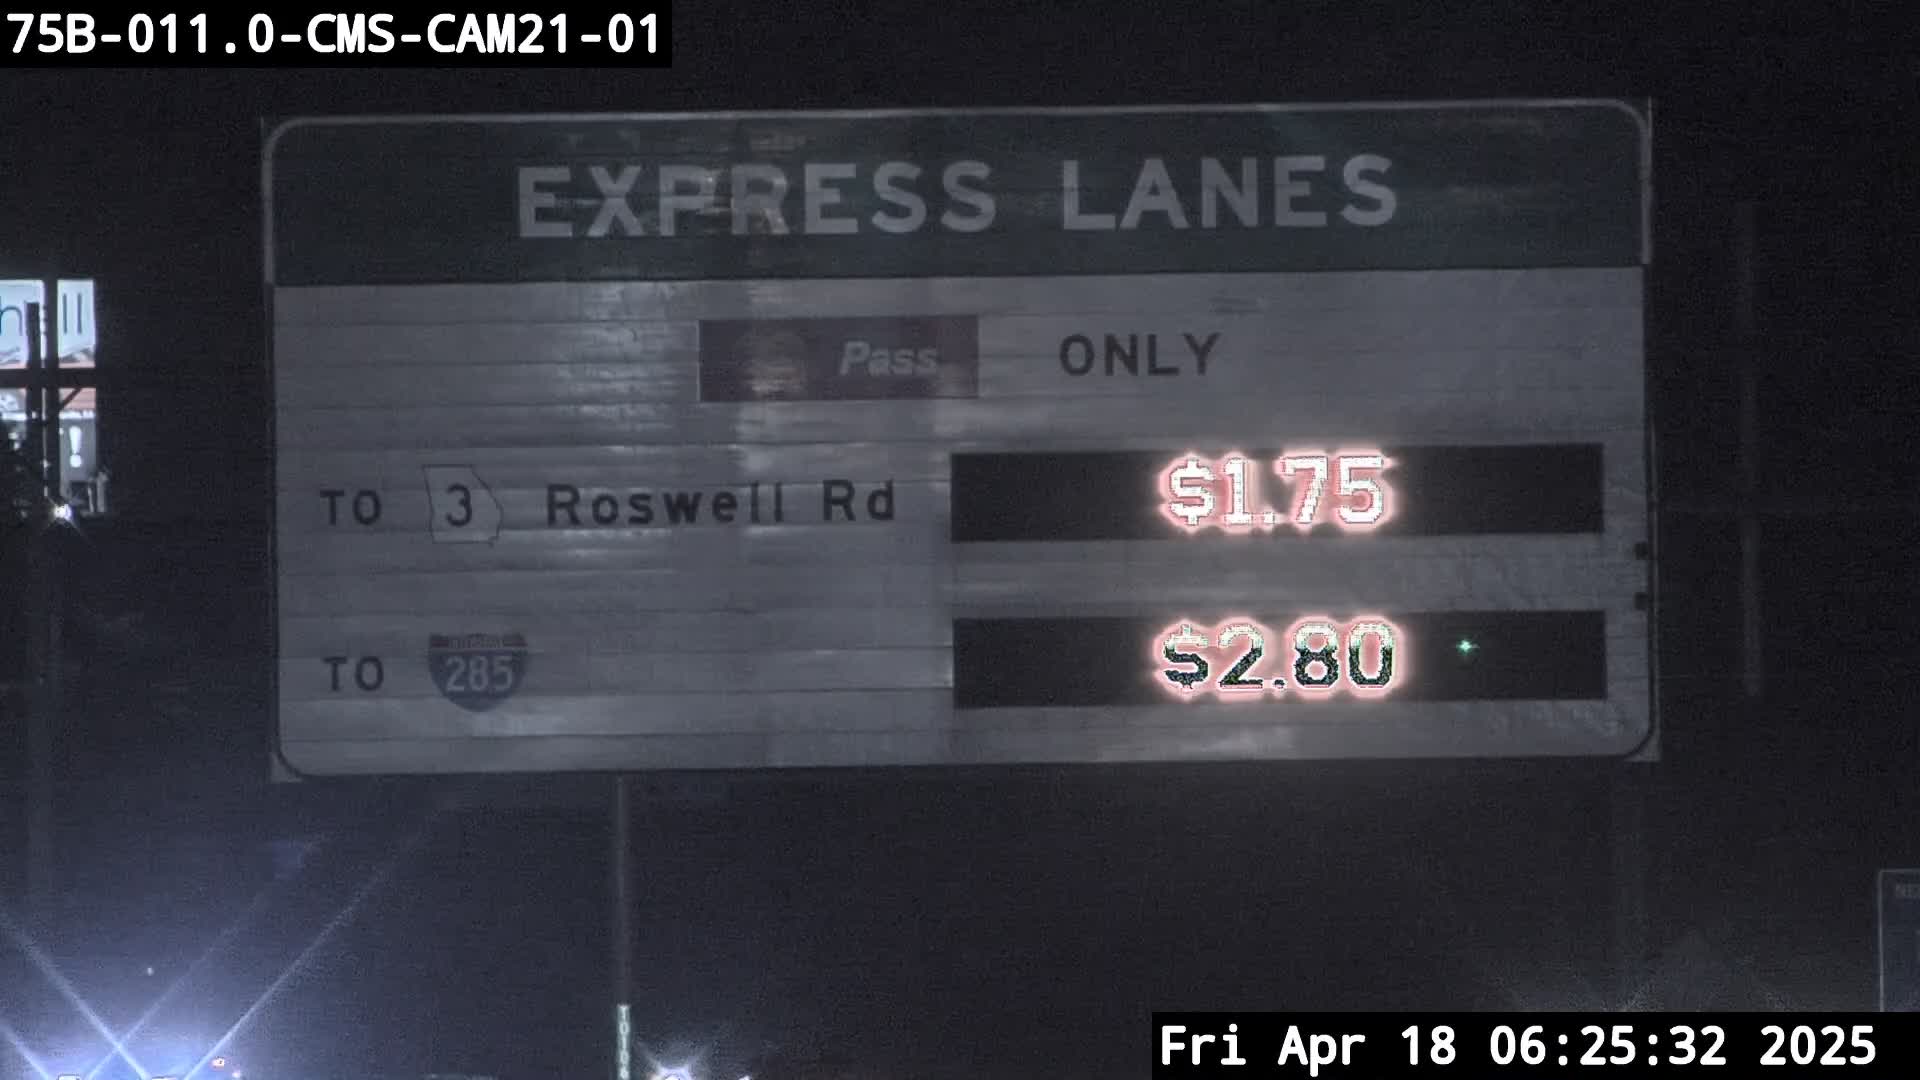 75B-011.0-CMS-CAM21-01
EXPRESS LANES
Pass ONLY
TO 3 Roswell Rd $1.75
TO 285 $2.80
Fri Apr 18 06:25:32 2025